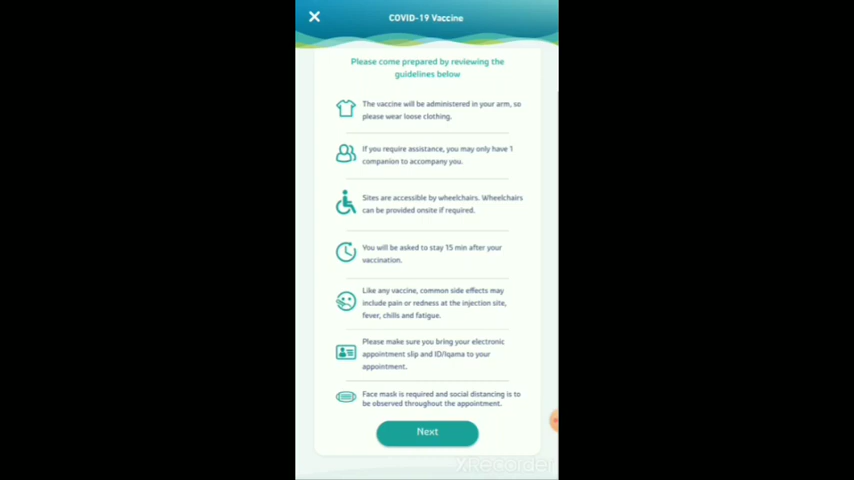 COVID-19 Vaccine
Please come prepared by reviewing the
guidelines below
The vaccine will be administered in your arm, so
please wear loose clothing.
If you require assistance, you may only have 1
companion to accompany you.
Sites are accessible by wheelchairs. Wheelchairs
can be provided onsite if required.
You will be asked to stay 15 min after your
vaccination.
Like any vaccine, common side effects may
include pain or redness at the injection site,
fever, chills and fatigue.
Please make sure you bring your electronic
appointment slip and ID/Iqama to your
appointment.
Face mask is required and social distancing is to
be observed throughout the appointment.
Next
XRecorder